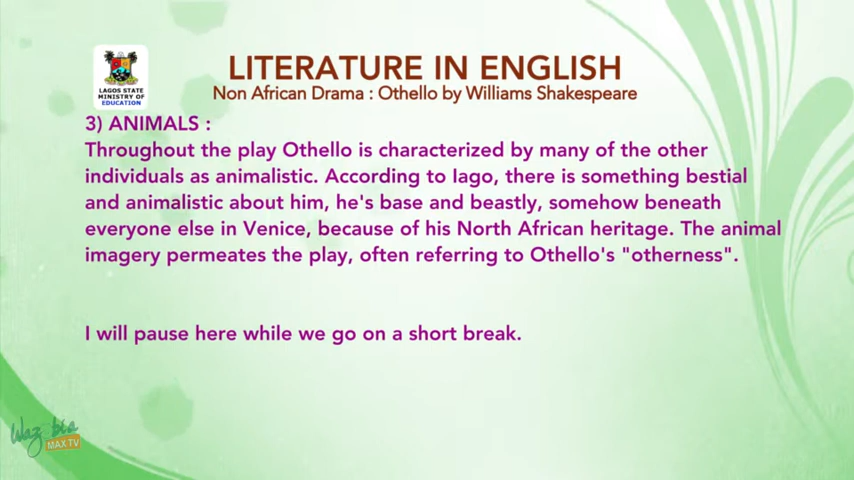 LITERATURE IN ENGLISH
Non African Drama : Othello by Williams Shakespeare
LAGOS STATE
MINISTRY OF
EDUCATION
3) ANIMALS :
Throughout the play Othello is characterized by many of the other
individuals as animalistic. According to Iago, there is something bestial
and animalistic about him, he's base and beastly, somehow beneath
everyone else in Venice, because of his North African heritage. The animal
imagery permeates the play, often referring to Othello's "otherness".
I will pause here while we go on a short break.
MAX TV